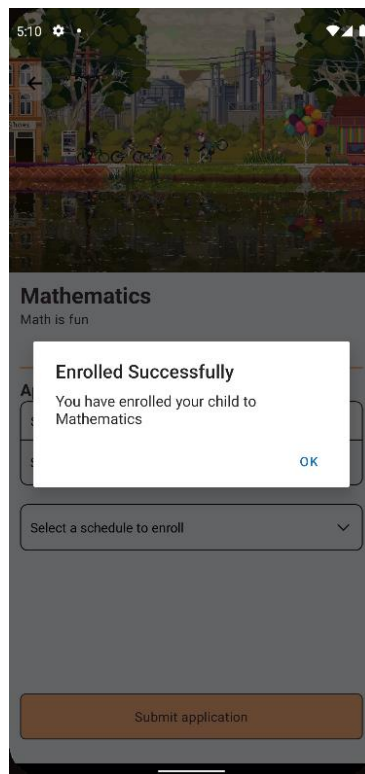 5:10
Mathematics
Math is fun
Enrolled Successfully
You have enrolled your child to
Mathematics
OK
Select a schedule to enroll
Submit application